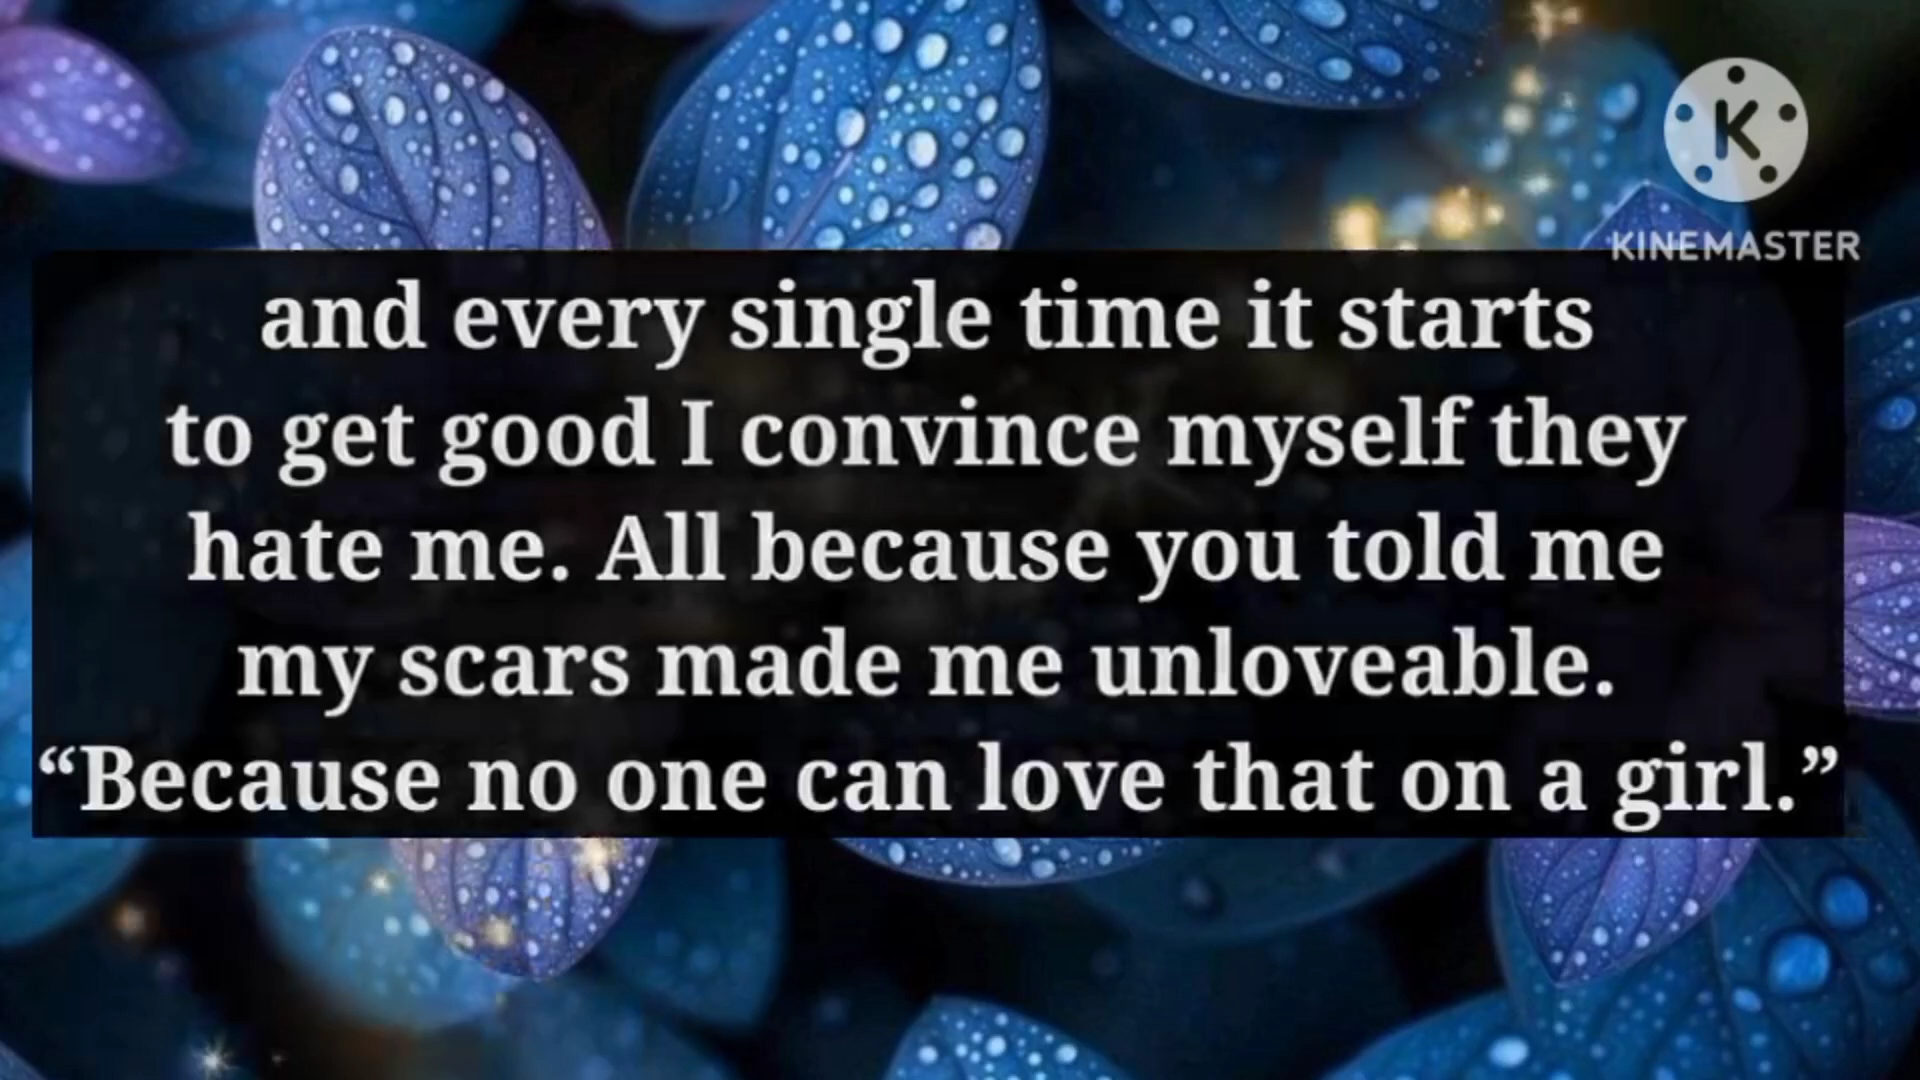 K
KINEMASTER
and every single time it starts
to get good I convince myself they
hate me. All because you told me
my scars made me unloveable.
“Because no one can love that on a girl.”